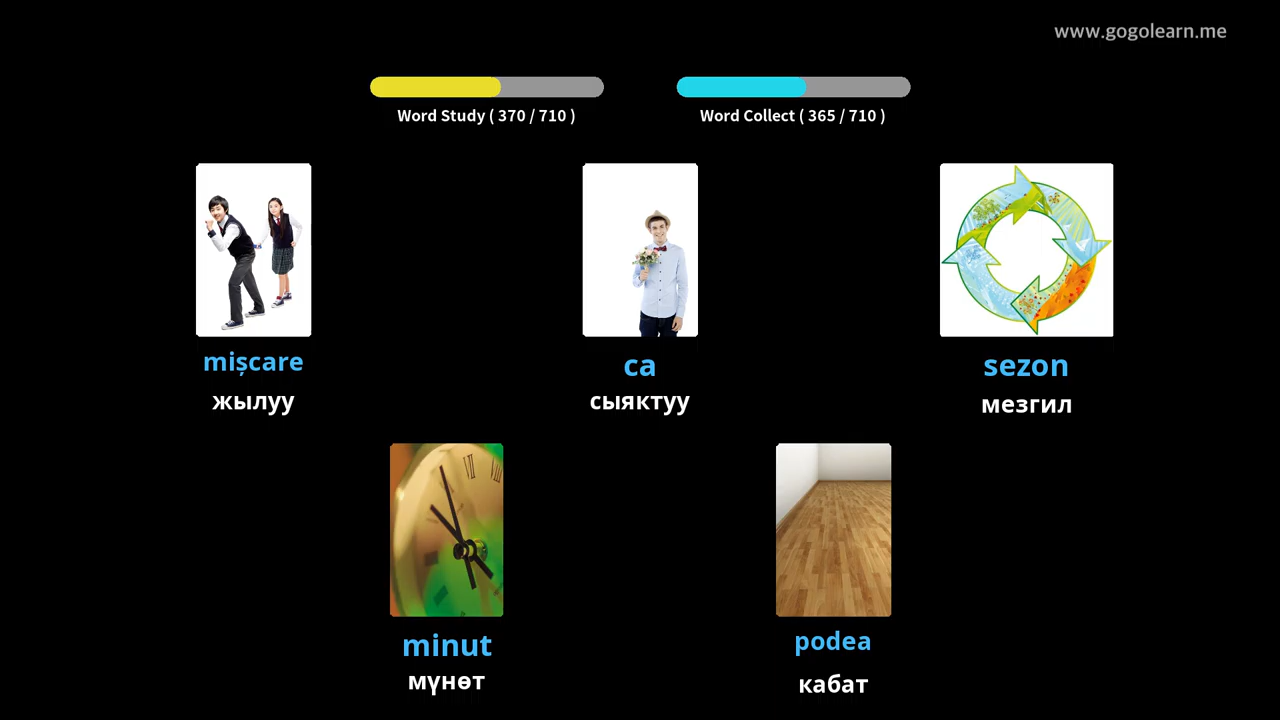 www.gogolearn.me
Word Study ( 370 / 710 )
Word Collect ( 365 / 710 )
mișcare
жылуу
ca
сыяктуу
sezon
мезгил
minut
мүнөт
podea
кабат